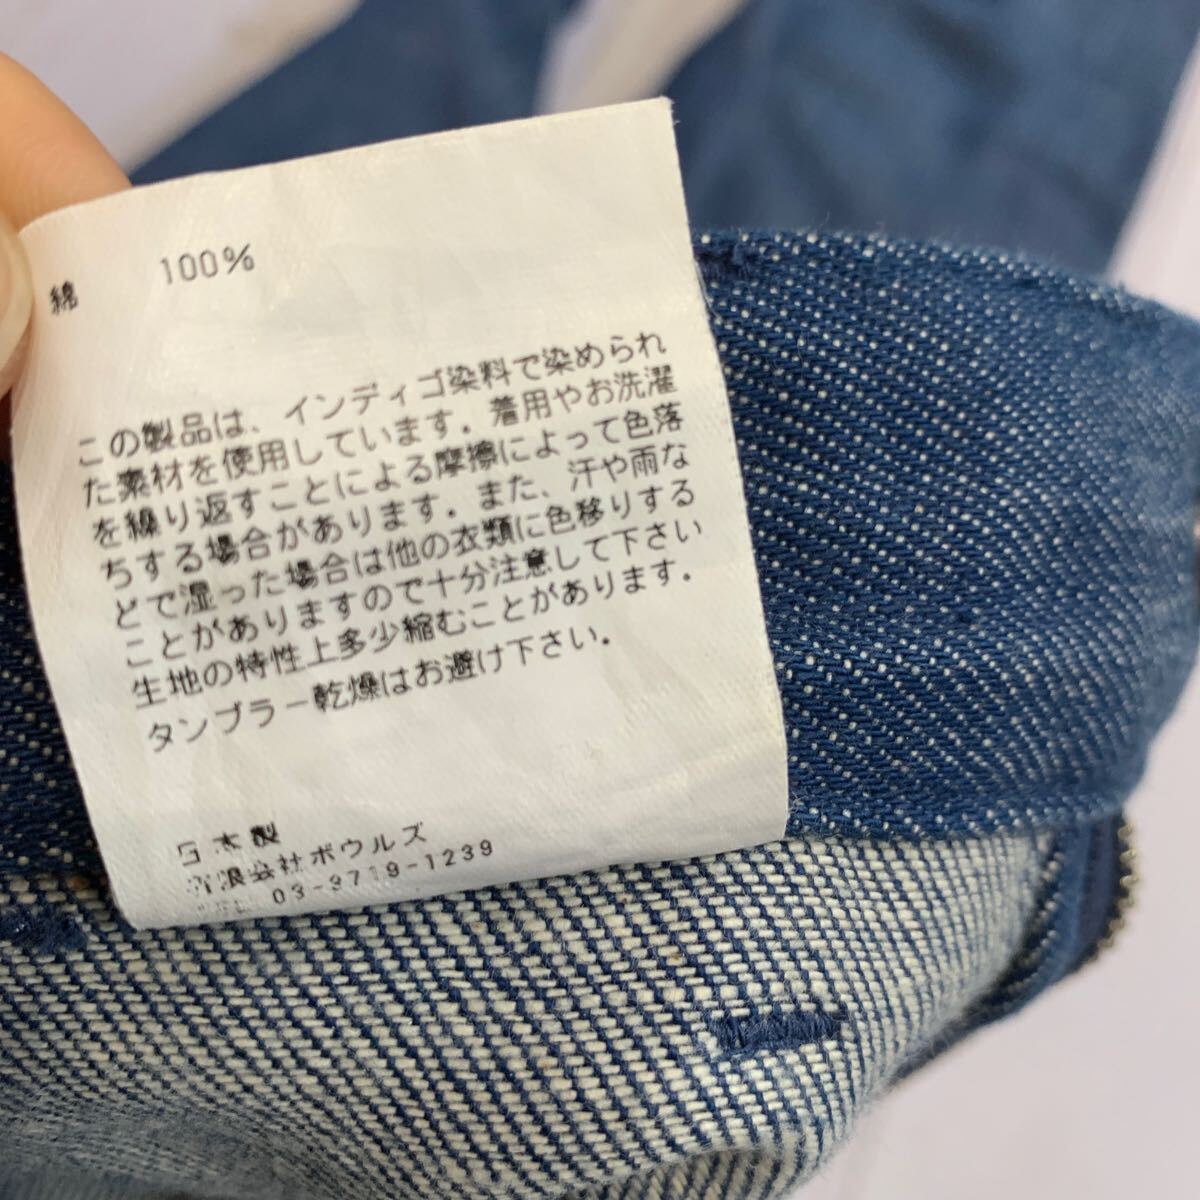 綿 100%
この製品は、インディゴ染料で染められ
た素材を使用しています．着用やお洗濯
を繰り返すことによる摩擦によって色落
ちする場合があります．また、汗や雨な
どで湿った場合は他の衣類に色移りする
ことがありますので十分注意して下さい
生地の特性上多少縮むことがあります．
タンブラー乾燥はお避け下さい．
日本製
有限会社ボウルズ
TEL 03-3719-1239